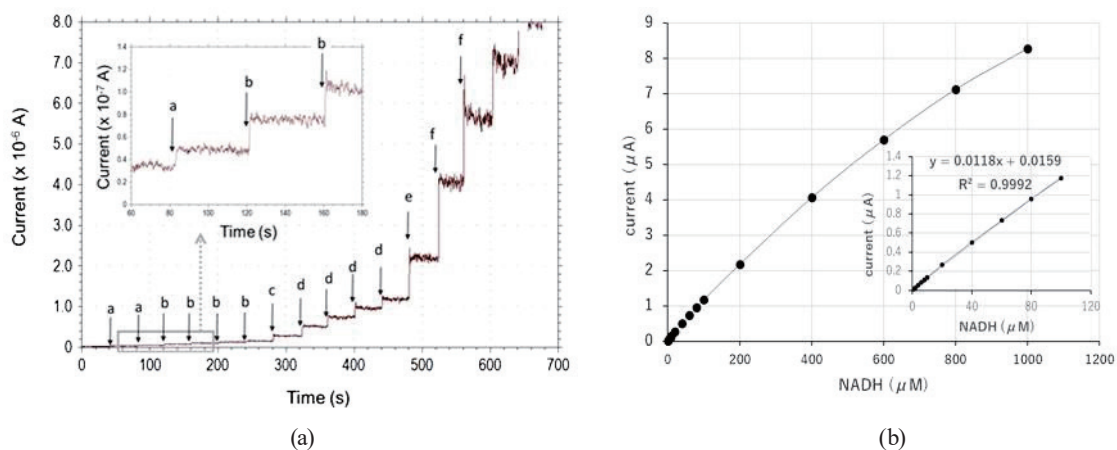 8.0
7.0
6.0
5.0
4.0
3.0
2.0
1.0
0
Current (x 10⁻⁶ A)
0 100 200 300 400 500 600 700
Time (s)
a a b b b b c d d d d e f f
1.4
1.2
1.0
0.8
0.6
0.4
0.2
0
Current (x 10⁻⁷ A)
60 80 100 120 140 160 180
Time (s)
a b b
(a)
9
8
7
6
5
4
3
2
1
0
current (μA)
0 200 400 600 800 1000 1200
NADH (μM)
1.4
1.2
1
0.8
0.6
0.4
0.2
0
current (μA)
y = 0.0118x + 0.0159
R² = 0.9992
0 40 80 120
NADH (μM)
(b)